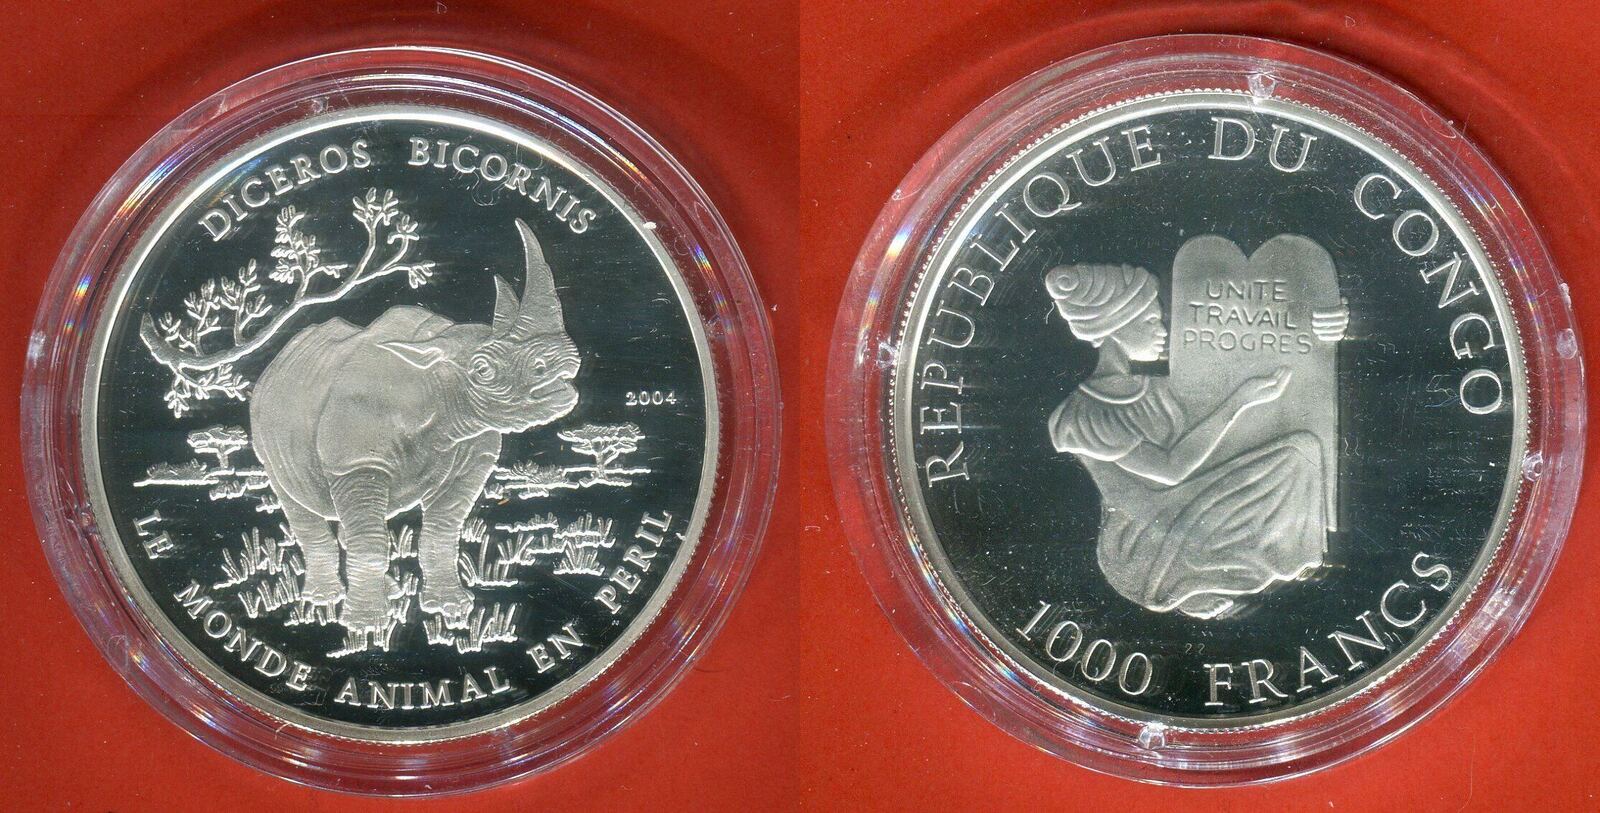 DICEROS BICORNIS
2004
LE MONDE ANIMAL EN PERIL
REPUBLIQUE DU CONGO
UNITE
TRAVAIL
PROGRES
1000 FRANCS